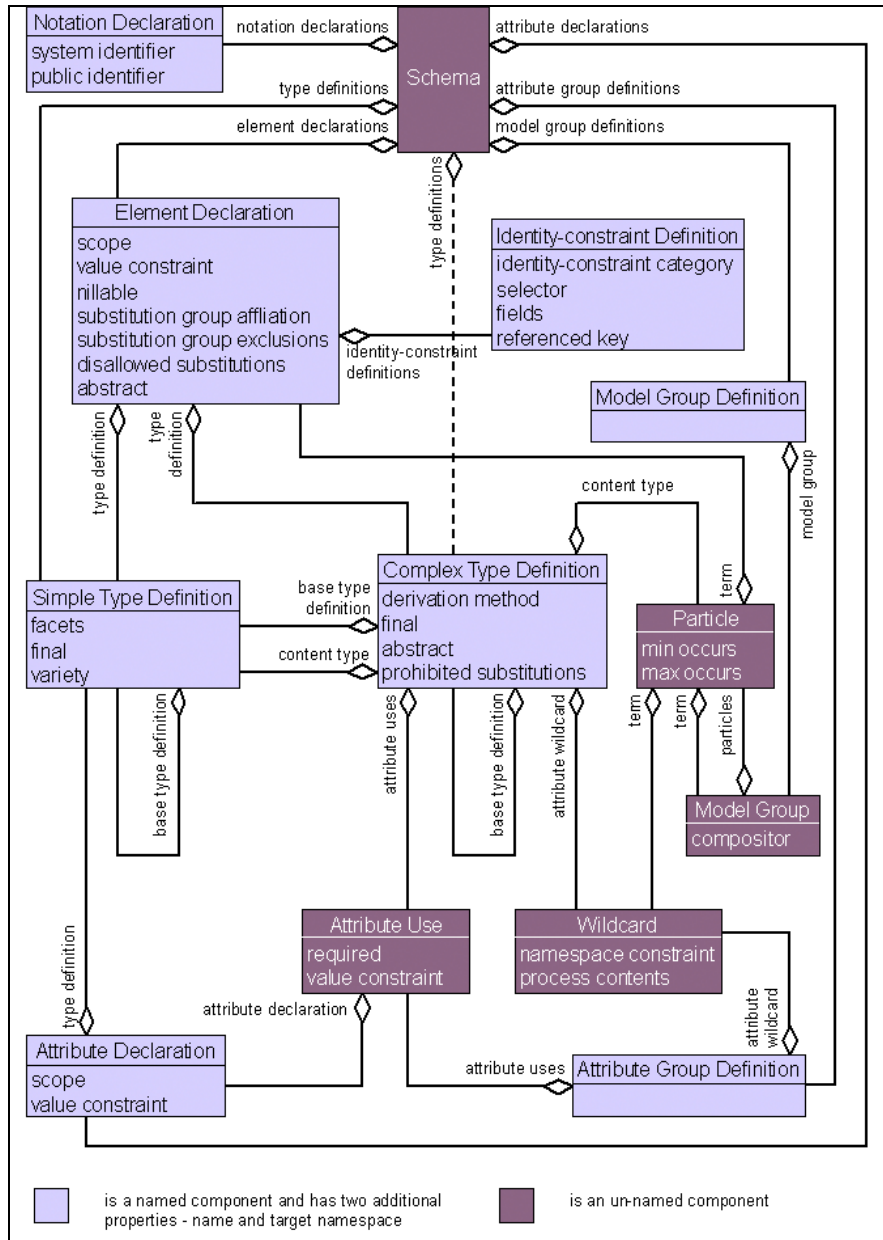 Notation Declaration
system identifier
public identifier
notation declarations
Schema
attribute declarations
type definitions
attribute group definitions
element declarations
model group definitions
type definitions
Element Declaration
scope
value constraint
nillable
substitution group affliation
substitution group exclusions
disallowed substitutions
abstract
Identity-constraint Definition
identity-constraint category
selector
fields
referenced key
identity-constraint
definitions
Model Group Definition
type definition
type
definition
content type
model group
Simple Type Definition
facets
final
variety
base type
definition
content type
Complex Type Definition
derivation method
final
abstract
prohibited substitutions
term
Particle
min occurs
max occurs
base type definition
attribute uses
base type definition
attribute wildcard
term
term
particles
Model Group
compositor
Attribute Use
required
value constraint
Wildcard
namespace constraint
process contents
type definition
attribute declaration
attribute
wildcard
Attribute Declaration
scope
value constraint
attribute uses
Attribute Group Definition
is a named component and has two additional
properties - name and target namespace
is an un-named component